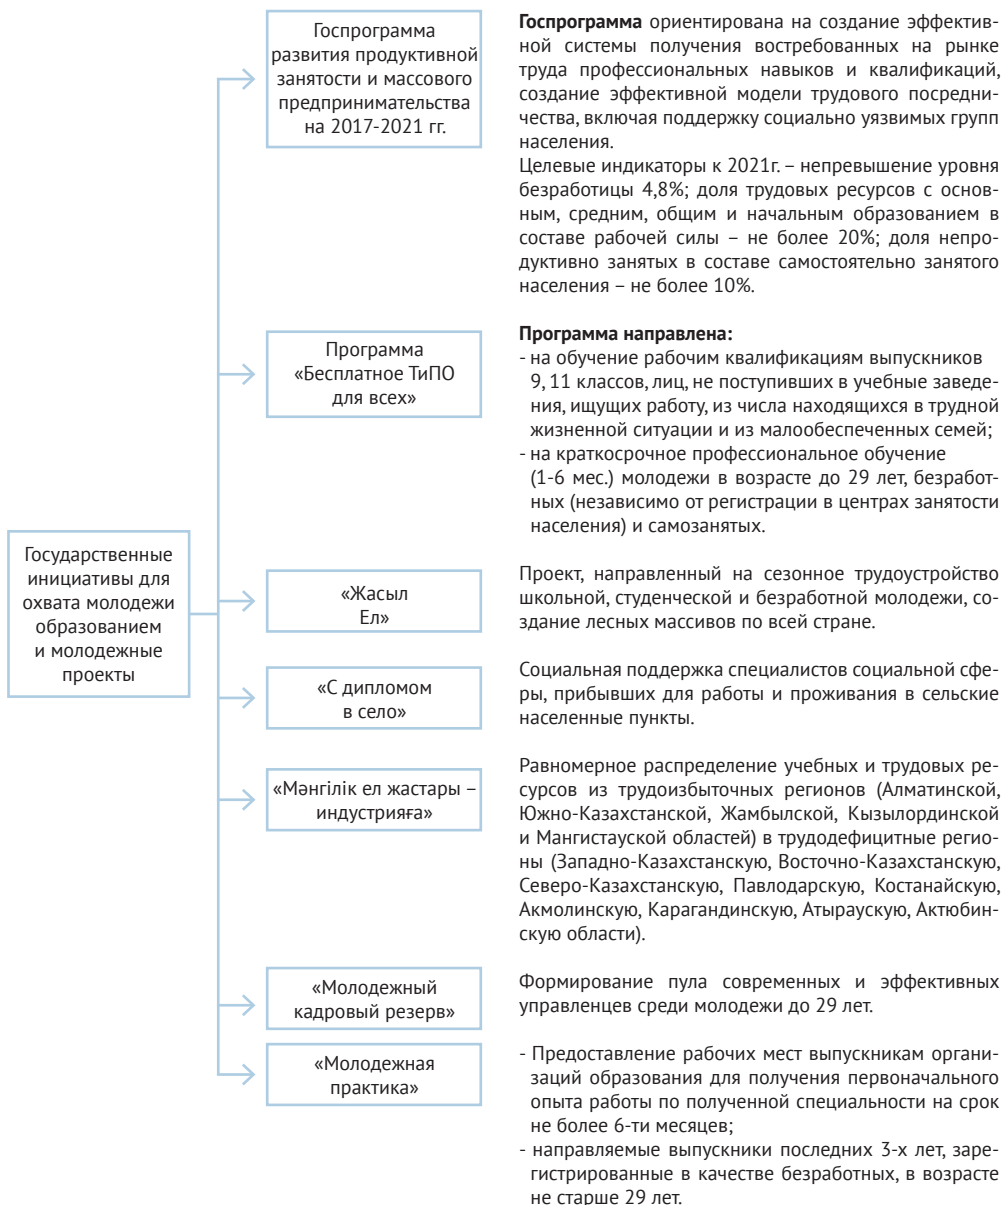 Государственные
инициативы для
охвата молодежи
образованием
и молодежные
проекты
Госпрограмма
развития продуктивной
занятости и массового
предпринимательства
на 2017-2021 гг.
Госпрограмма ориентирована на создание эффектив-
ной системы получения востребованных на рынке
труда профессиональных навыков и квалификаций,
создание эффективной модели трудового посредни-
чества, включая поддержку социально уязвимых групп
населения.
Целевые индикаторы к 2021г. – непревышение уровня
безработицы 4,8%; доля трудовых ресурсов с основ-
ным, средним, общим и начальным образованием в
составе рабочей силы – не более 20%; доля непро-
дуктивно занятых в составе самостоятельно занятого
населения – не более 10%.
Программа
«Бесплатное ТиПО
для всех»
Программа направлена:
- на обучение рабочим квалификациям выпускников
9, 11 классов, лиц, не поступивших в учебные заведе-
ния, ищущих работу, из числа находящихся в трудной
жизненной ситуации и из малообеспеченных семей;
- на краткосрочное профессиональное обучение
(1-6 мес.) молодежи в возрасте до 29 лет, безработ-
ных (независимо от регистрации в центрах занятости
населения) и самозанятых.
«Жасыл
Ел»
Проект, направленный на сезонное трудоустройство
школьной, студенческой и безработной молодежи, со-
здание лесных массивов по всей стране.
«С дипломом
в село»
Социальная поддержка специалистов социальной сфе-
ры, прибывших для работы и проживания в сельские
населенные пункты.
«Мәнгілік ел жастары –
индустрияға»
Равномерное распределение учебных и трудовых ре-
сурсов из трудоизбыточных регионов (Алматинской,
Южно-Казахстанской, Жамбылской, Кызылординской
и Мангистауской областей) в трудодефицитные регио-
ны (Западно-Казахстанскую, Восточно-Казахстанскую,
Северо-Казахстанскую, Павлодарскую, Костанайскую,
Акмолинскую, Карагандинскую, Атыраускую, Актюбин-
скую области).
«Молодежный
кадровый резерв»
Формирование пула современных и эффективных
управленцев среди молодежи до 29 лет.
«Молодежная
практика»
- Предоставление рабочих мест выпускникам органи-
заций образования для получения первоначального
опыта работы по полученной специальности на срок
не более 6-ти месяцев;
- направляемые выпускники последних 3-х лет, заре-
гистрированные в качестве безработных, в возрасте
не старше 29 лет.